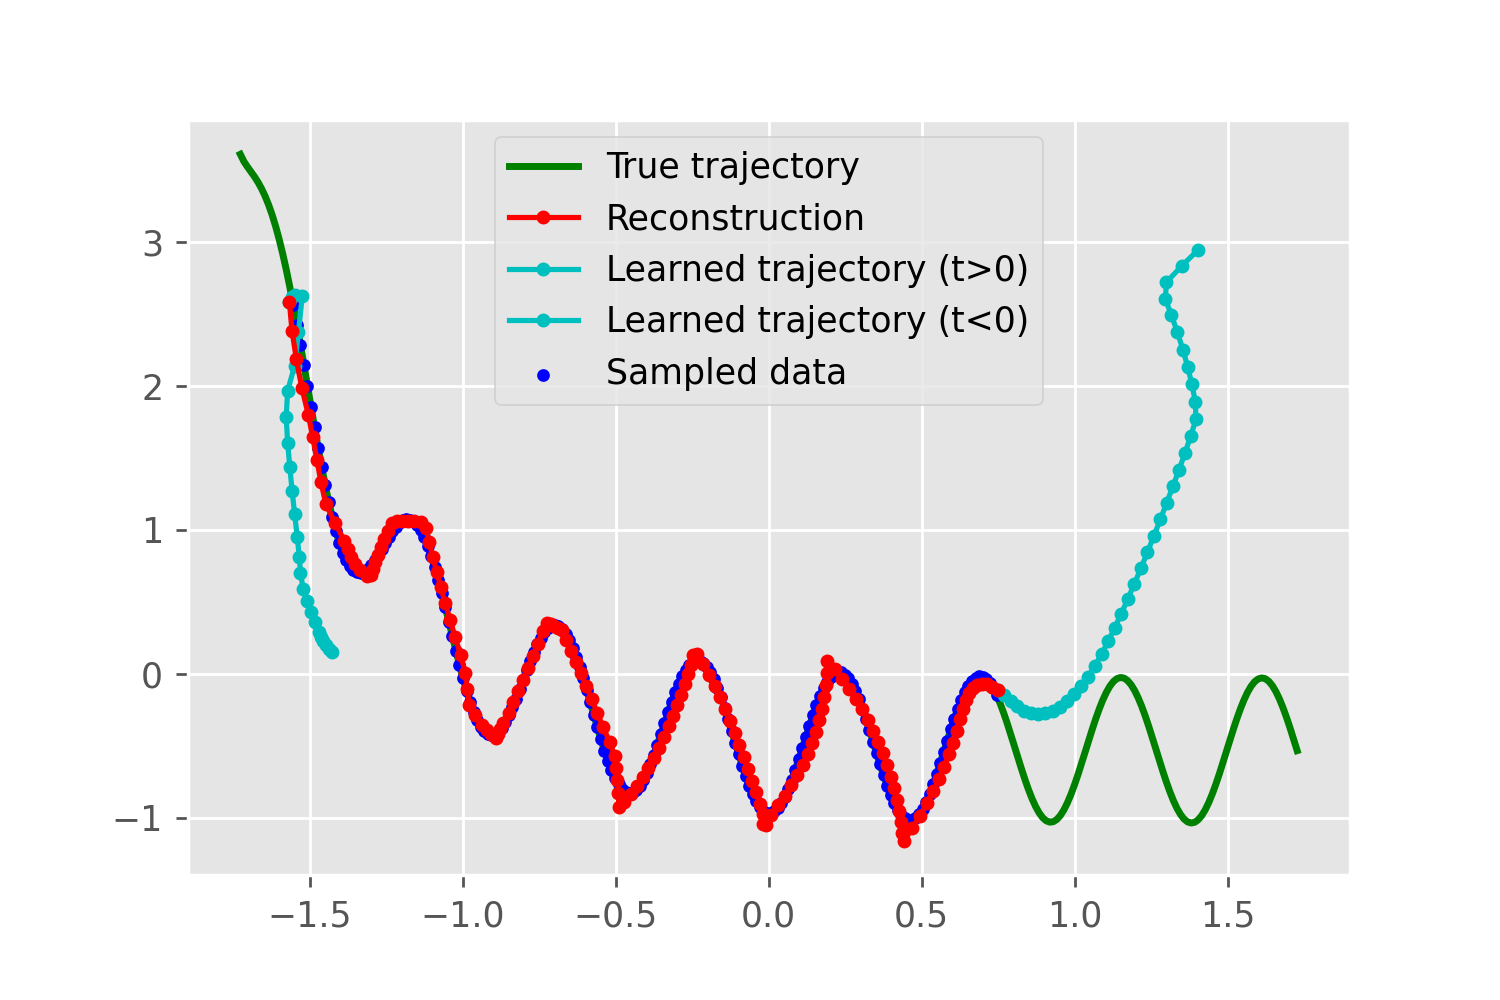 True trajectory
Reconstruction
Learned trajectory (t>0)
Learned trajectory (t<0)
Sampled data
3
2
1
0
−1
−1.5 −1.0 −0.5 0.0 0.5 1.0 1.5